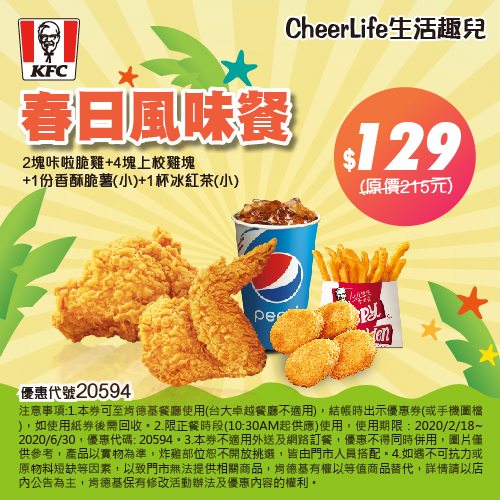 CheerLife生活趣兒
KFC
春日風味餐
2塊咔啦脆雞+4塊上校雞塊
+1份香酥脆薯(小)+1杯冰紅茶(小)
$129
(原價215元)
pepsi
優惠代號20594
注意事項:1.本券可至肯德基餐廳使用(台大卓越餐廳不適用)，結帳時出示優惠券(或手機圖檔
)，如使用紙券後需回收。2.限正餐時段(10:30AM起供應)使用，使用期限：2020/2/18~
2020/6/30，優惠代碼: 20594。3.本券不適用外送及網路訂餐，優惠不得同時併用，圖片僅
供參考，產品以實物為準，炸雞部位恕不開放挑選，皆由門市人員搭配。4.如遇不可抗力或
原物料短缺等因素，以致門市無法提供相關商品，肯德基有權以等值商品替代，詳情請以店
內公告為主，肯德基保有修改活動辦法及優惠內容的權利。